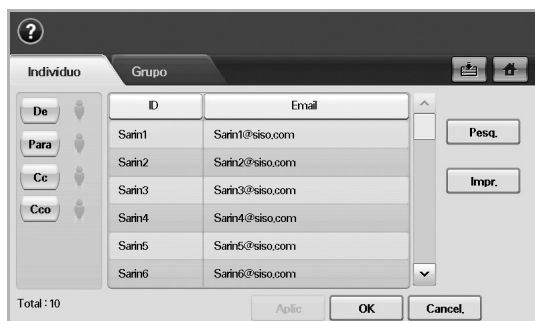 ?
Indivíduo Grupo
De
Para
Cc
Cco
ID Email
Sarin1 Sarin1@siso.com
Sarin2 Sarin2@siso.com
Sarin3 Sarin3@siso.com
Sarin4 Sarin4@siso.com
Sarin5 Sarin5@siso.com
Sarin6 Sarin6@siso.com
Pesq.
Impr.
Total : 10
Aplic OK Cancel.